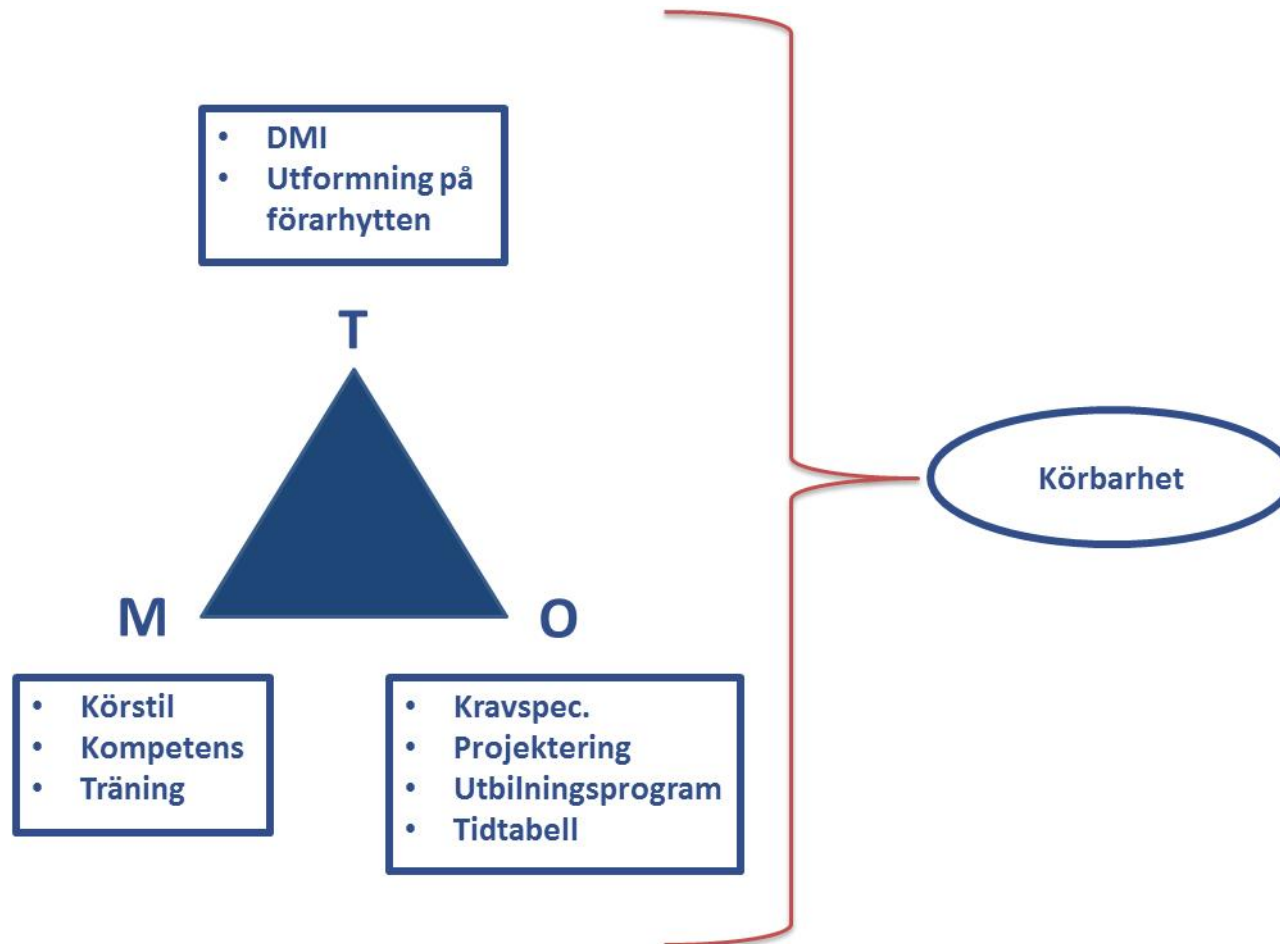 • DMI
• Utformning på
förarhytten
T
M
O
• Körstil
• Kompetens
• Träning
• Kravspec.
• Projektering
• Utbilningsprogram
• Tidtabell
Körbarhet